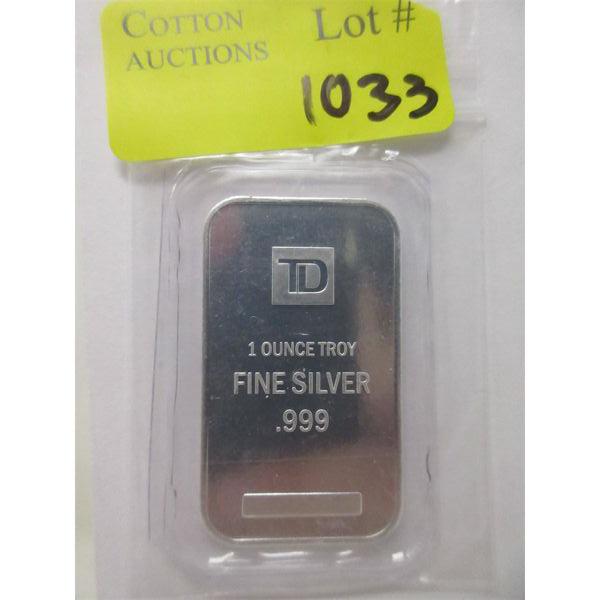 COTTON Lot #
AUCTIONS
1033
TD
1 OUNCE TROY
FINE SILVER
.999